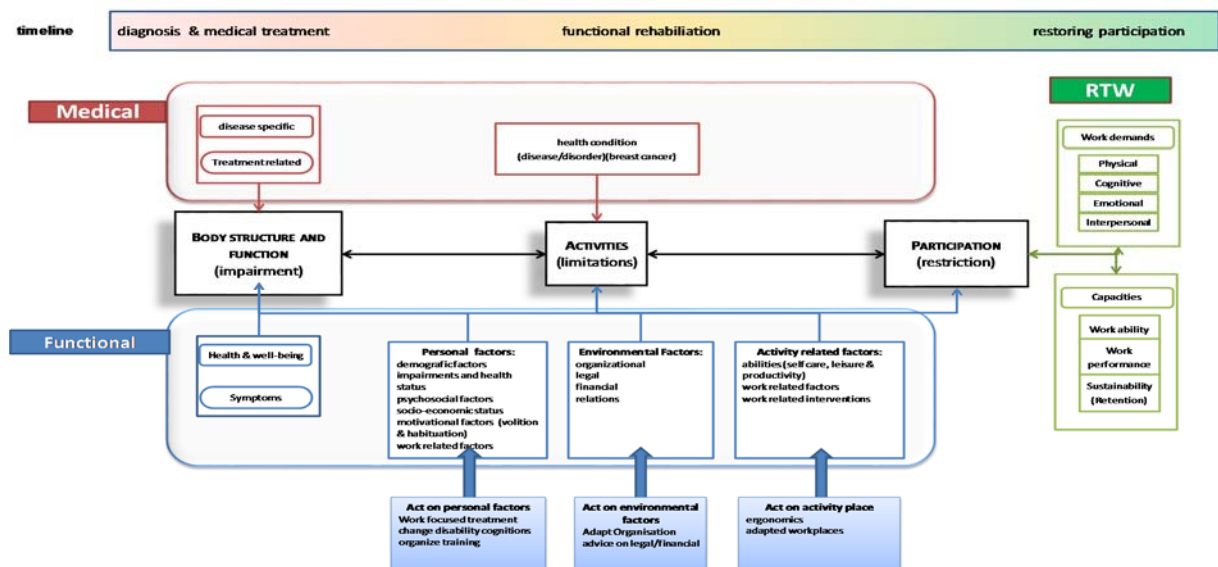 timeline
diagnosis & medical treatment
functional rehabiliation
restoring participation
Medical
disease specific
Treatment related
health condition
(disease/disorder)(breast cancer)
RTW
Work demands
Physical
Cognitive
Emotional
Interpersonal
BODY STRUCTURE AND
FUNCTION
(impairment)
ACTIVITIES
(limitations)
PARTICIPATION
(restriction)
Capacities
Work ability
Work
performance
Sustainability
(Retention)
Functional
Health & well-being
Symptoms
Personal factors:
demografic factors
impairments and health
status
psychosocial factors
socio-economic status
motivational factors (volition
& habituation)
work related factors
Environmental Factors:
organizational
legal
financial
relations
Activity related factors:
abilities (self care, leisure &
productivity)
work related factors
work related interventions
Act on personal factors
Work focused treatment
change disability cognitions
organize training
Act on environmental
factors
Adapt Organisation
advice on legal/financial
Act on activity place
ergonomics
adapted workplaces